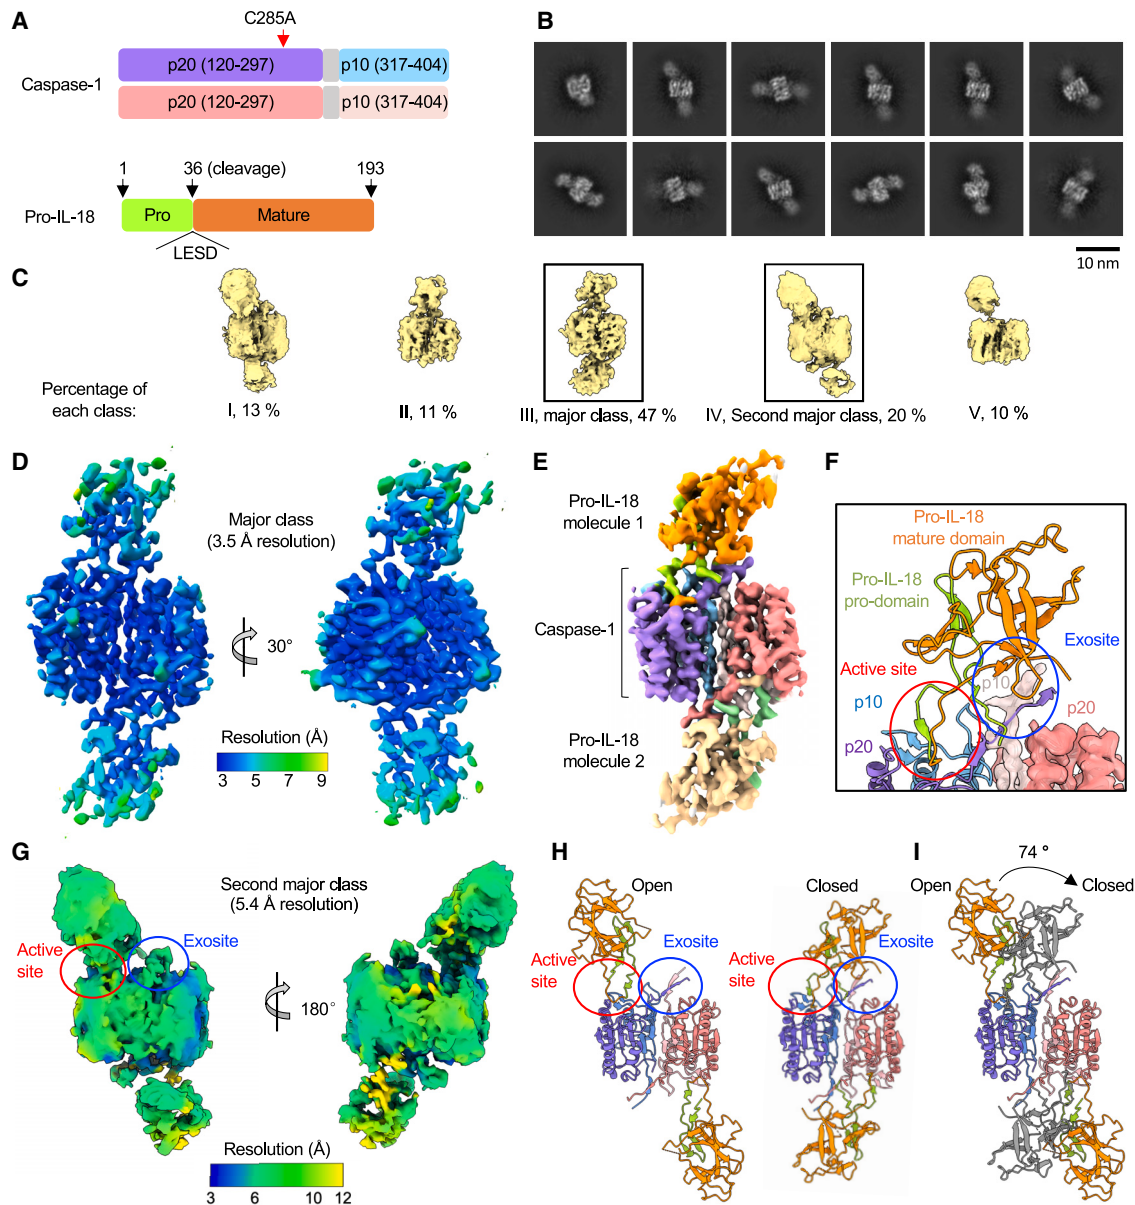 A
C285A
Caspase-1
p20 (120-297)
p10 (317-404)
p20 (120-297)
p10 (317-404)
1
36 (cleavage)
193
Pro-IL-18
Pro
Mature
LESD
B
10 nm
C
Percentage of
each class:
I, 13 %
II, 11 %
III, major class, 47 %
IV, Second major class, 20 %
V, 10 %
D
Major class
(3.5 Å resolution)
30°
Resolution (Å)
3 5 7 9
E
Pro-IL-18
molecule 1
Caspase-1
Pro-IL-18
molecule 2
F
Pro-IL-18
mature domain
Pro-IL-18
pro-domain
Exosite
Active site
p10
p10
p20
p20
G
Second major class
(5.4 Å resolution)
Active
site
Exosite
180°
Resolution (Å)
3 6 10 12
H
Open
Closed
Active
site
Exosite
Active
site
Exosite
I
74 °
Open
Closed